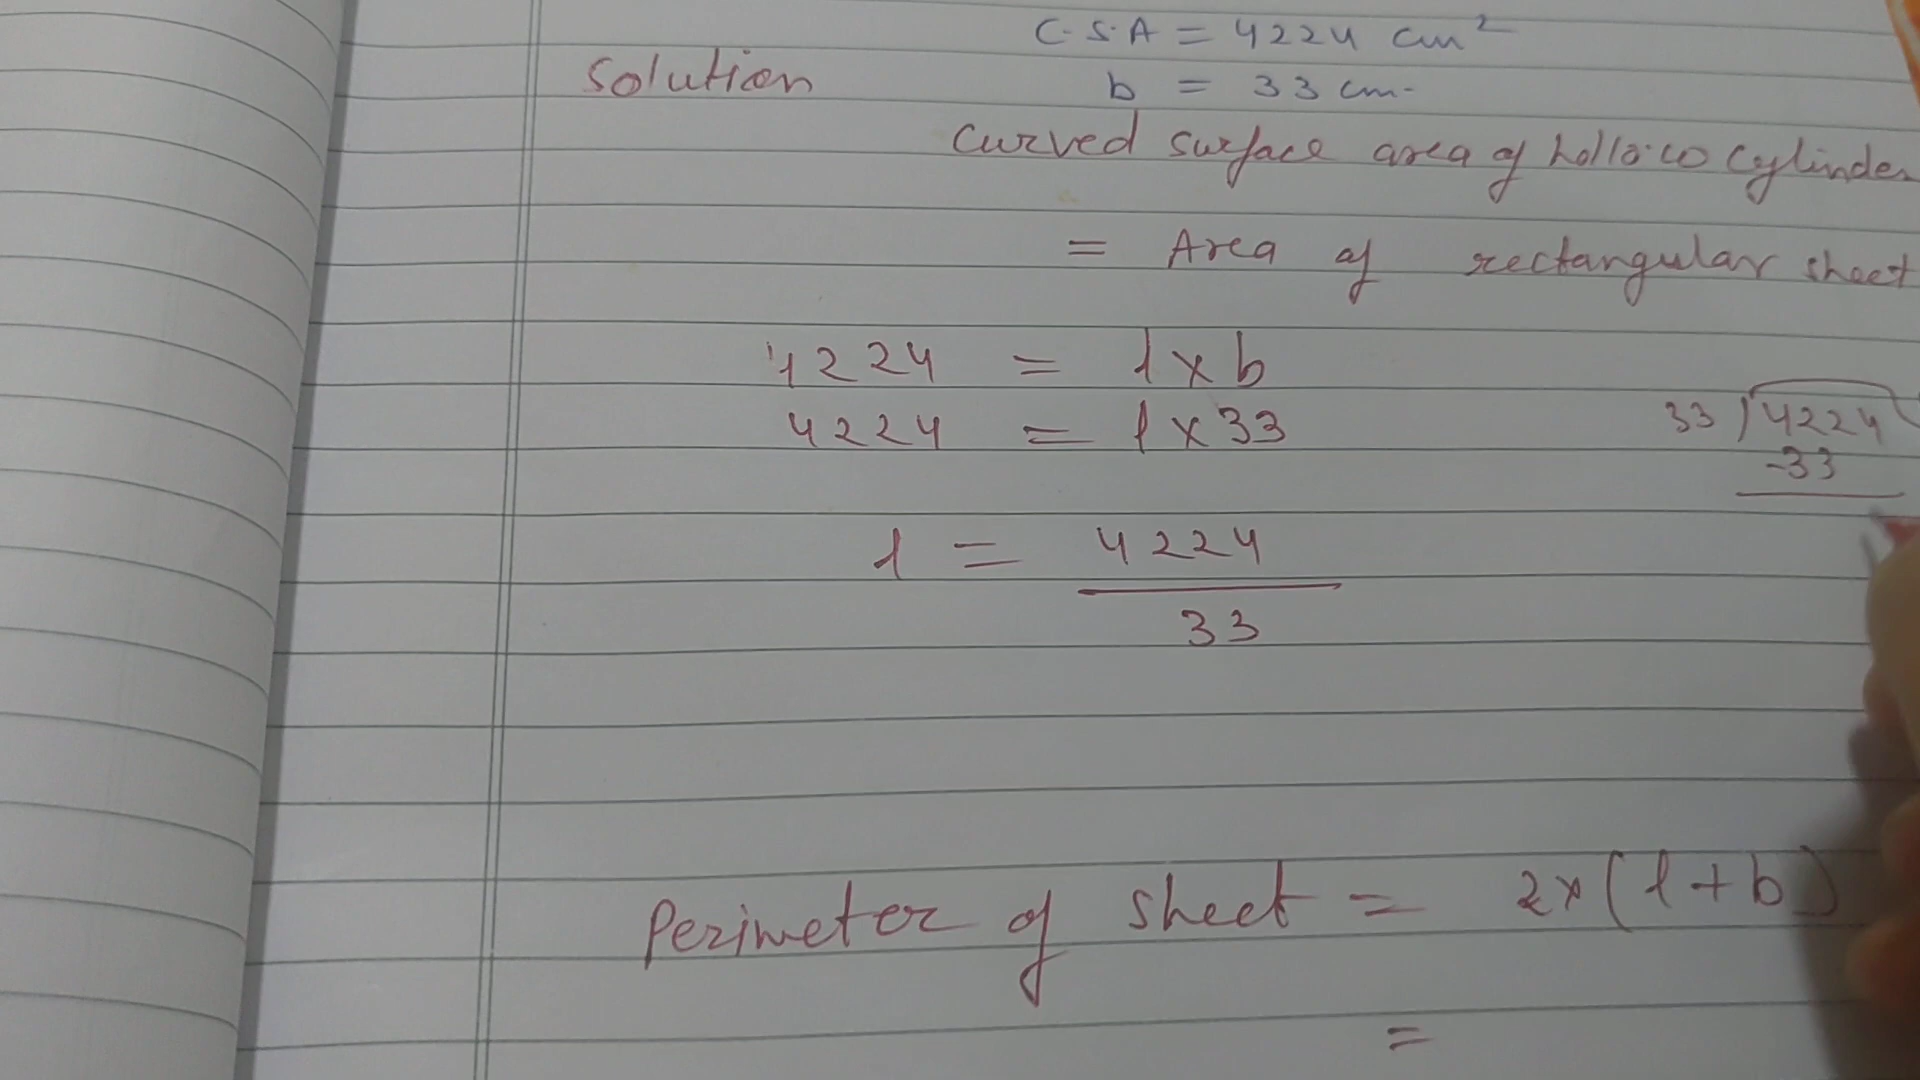 C.S.A = 4224 cm²
Solution b = 33 cm.
Curved surface area of hollow cylinder
= Area of rectangular sheet
4224 = l x b
4224 = l x 33
33 ) 4224
-33
l = 4224
33
Perimeter of sheet = 2x(l+b)
=